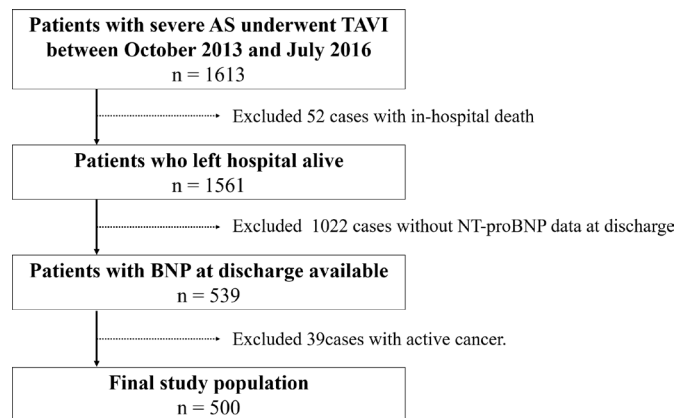 Patients with severe AS underwent TAVI
between October 2013 and July 2016
n = 1613
Excluded 52 cases with in-hospital death
Patients who left hospital alive
n = 1561
Excluded  1022 cases without NT-proBNP data at discharge
Patients with BNP at discharge available
n = 539
Excluded 39cases with active cancer.
Final study population
n = 500